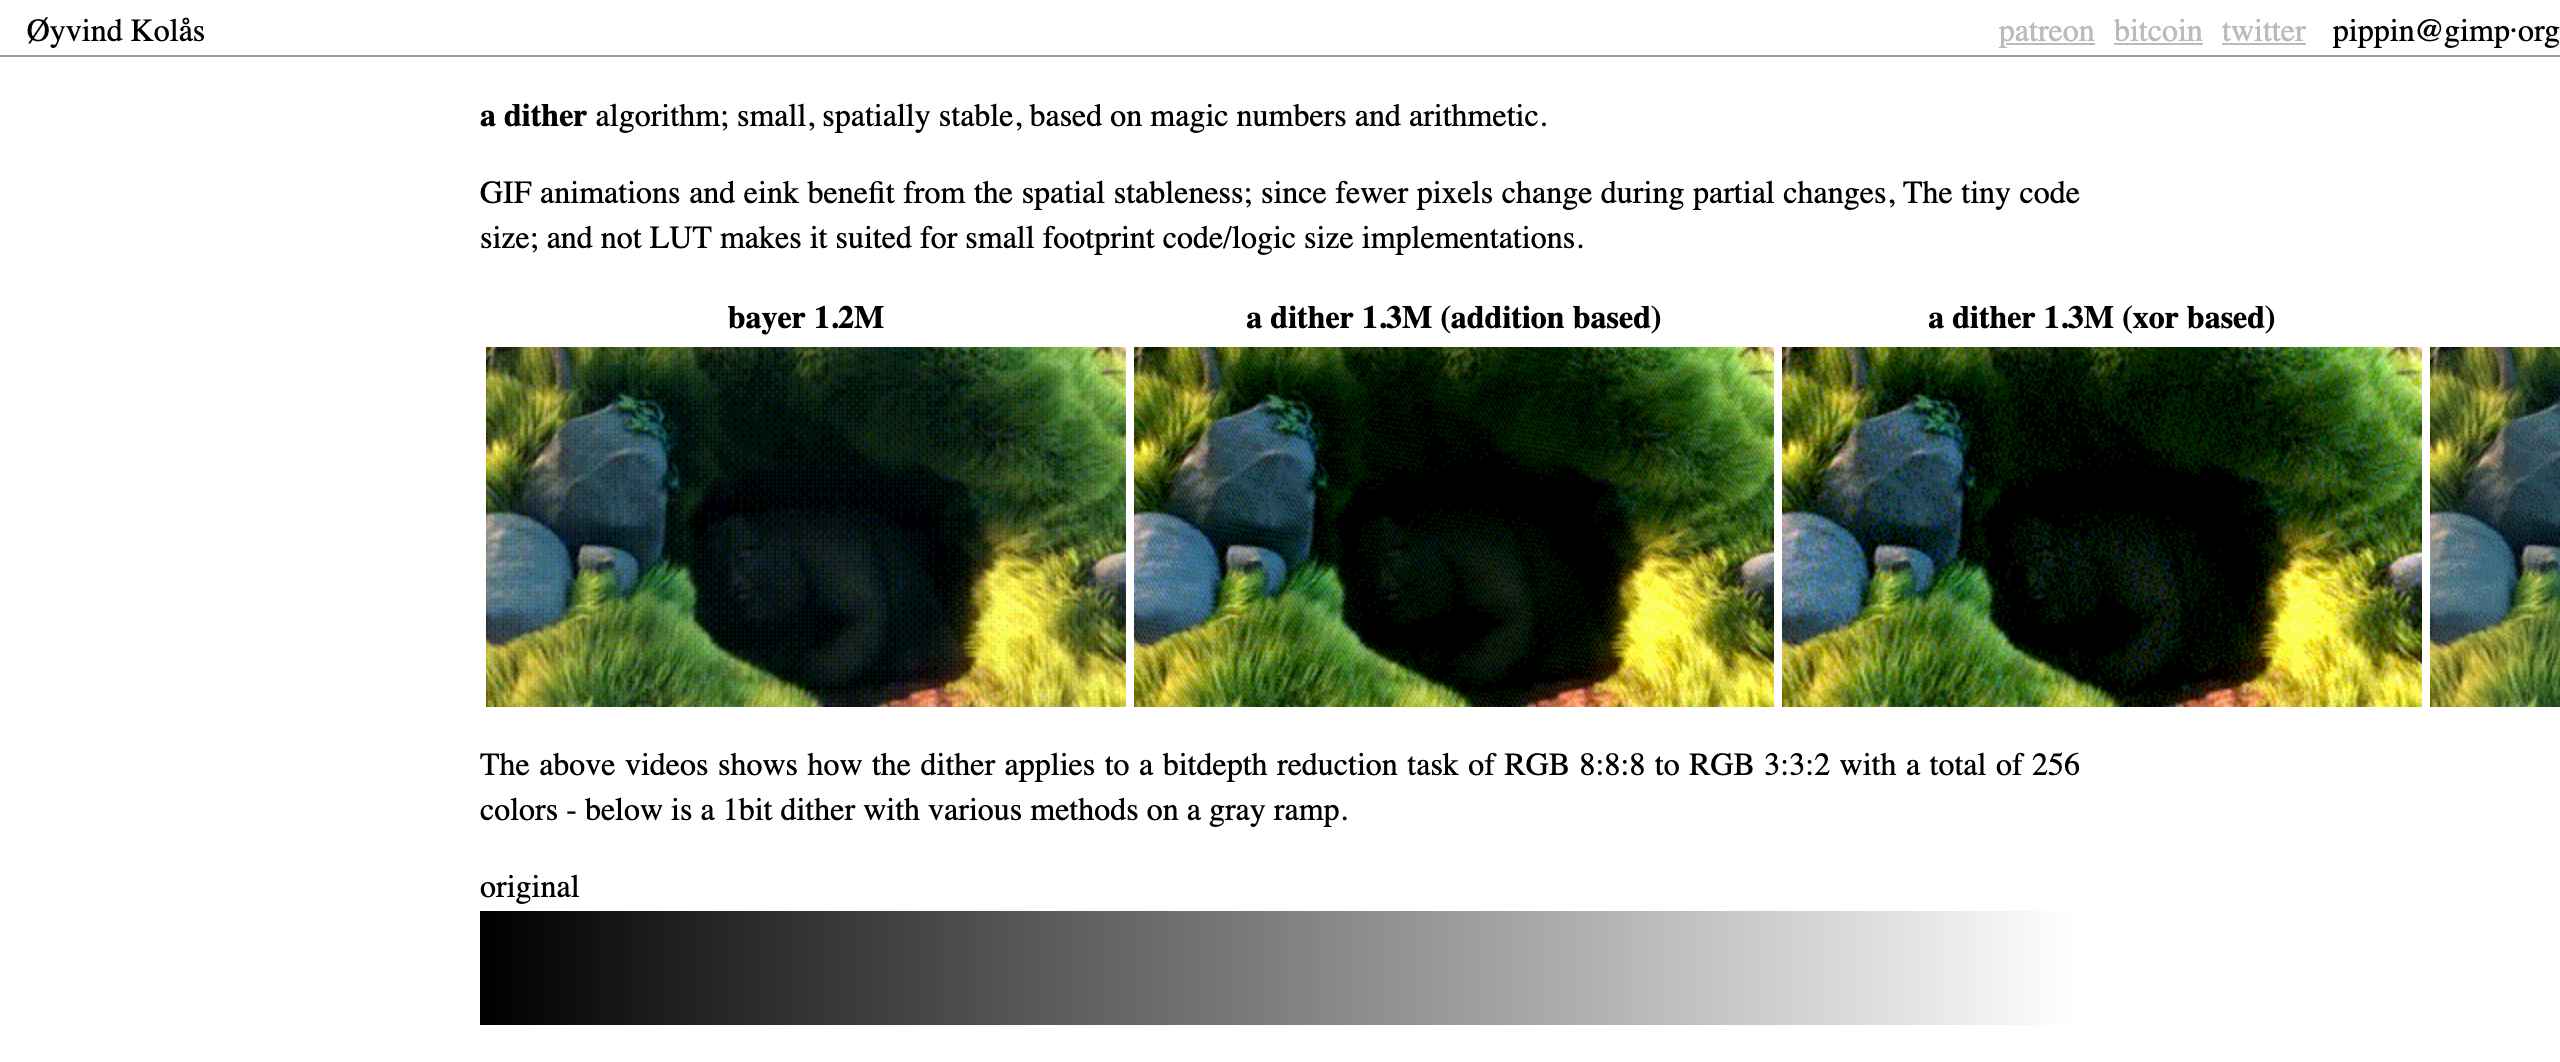 Øyvind Kolås
patreon bitcoin twitter pippin@gimp·org
a dither algorithm; small, spatially stable, based on magic numbers and arithmetic.
GIF animations and eink benefit from the spatial stableness; since fewer pixels change during partial changes, The tiny code
size; and not LUT makes it suited for small footprint code/logic size implementations.
bayer 1.2M
a dither 1.3M (addition based)
a dither 1.3M (xor based)
The above videos shows how the dither applies to a bitdepth reduction task of RGB 8:8:8 to RGB 3:3:2 with a total of 256
colors - below is a 1bit dither with various methods on a gray ramp.
original